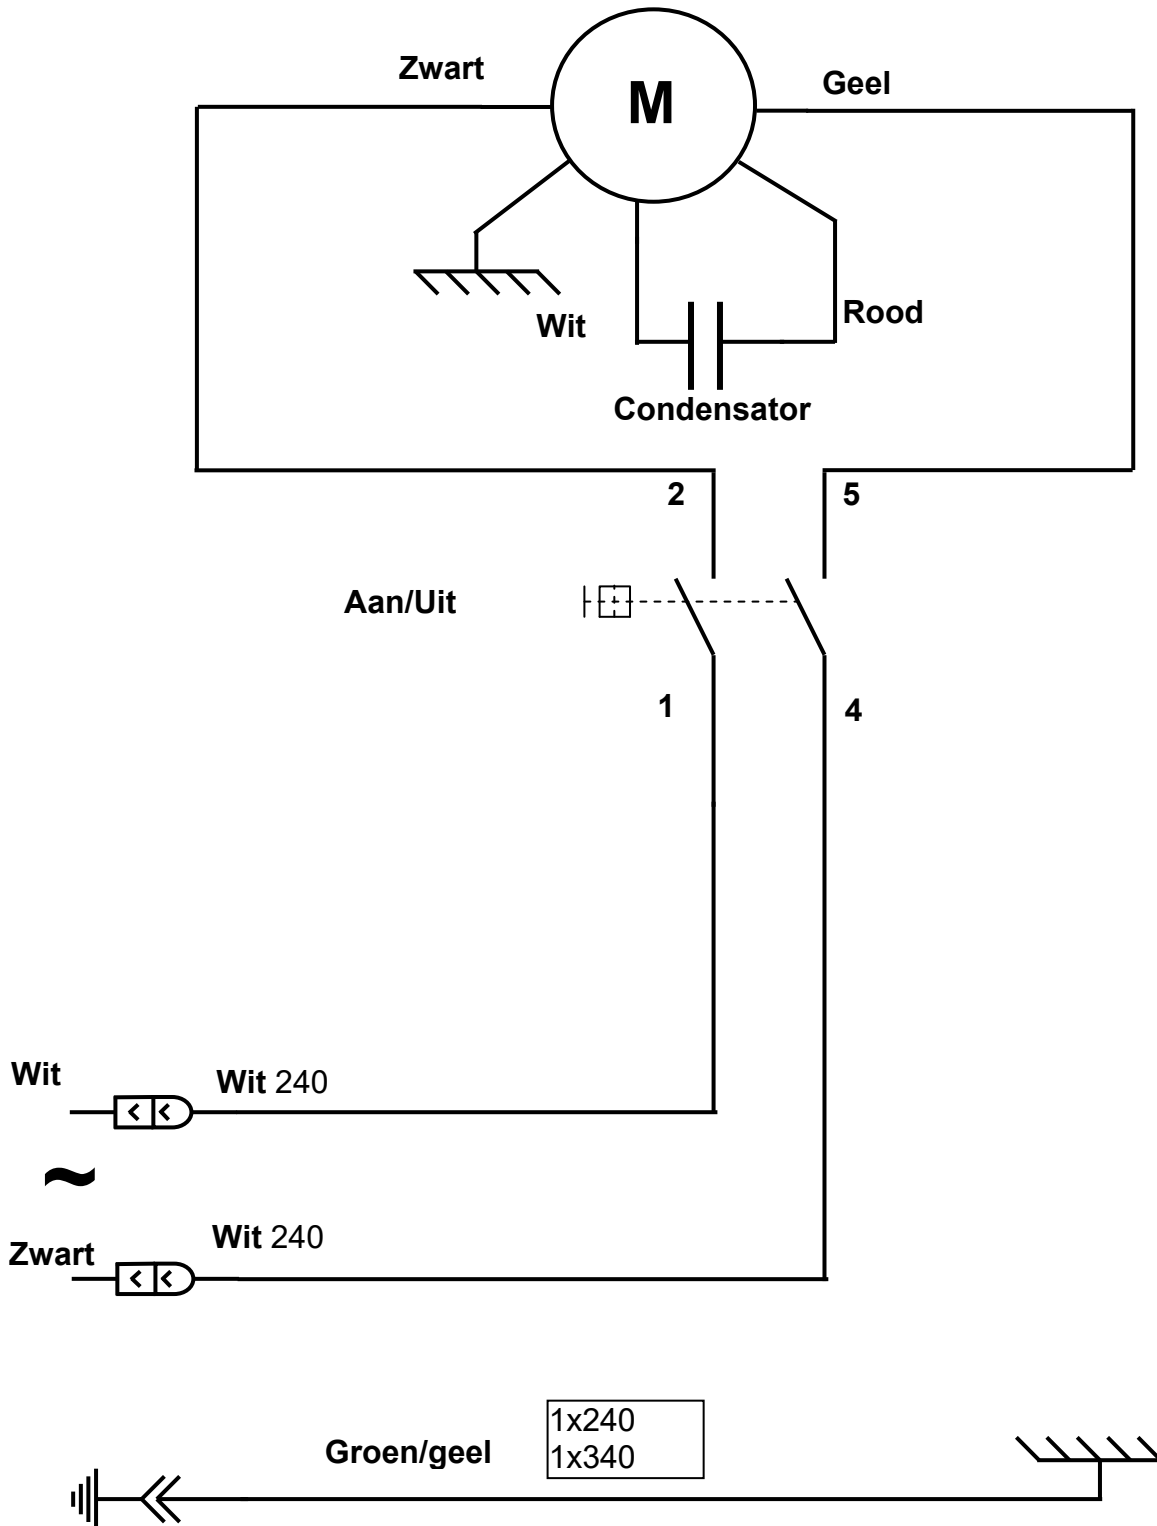 Zwart
M
Geel
Wit
Rood
Condensator
2
5
Aan/Uit
1
4
Wit
Wit 240
~
Zwart
Wit 240
Groen/geel
1x240
1x340